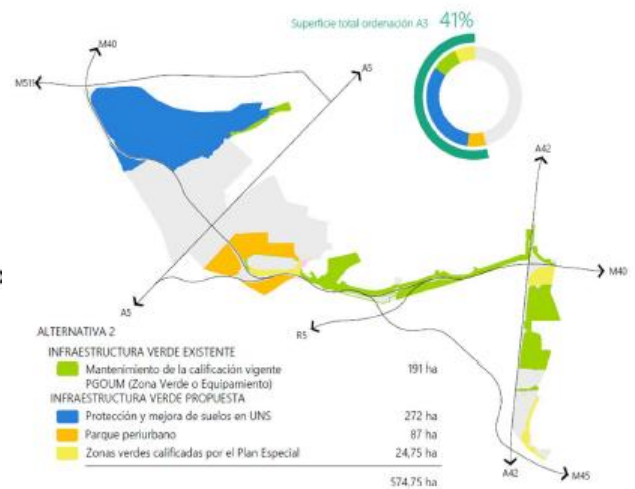 Superficie total ordenación A3 41%
M40
M511
A5
A42
M40
A5
R5
A42
M45
ALTERNATIVA 2
INFRAESTRUCTURA VERDE EXISTENTE
Mantenimiento de la calificación vigente 191 ha
PGOUM (Zona Verde o Equipamiento)
INFRAESTRUCTURA VERDE PROPUESTA
Protección y mejora de suelos en UNS 272 ha
Parque periurbano 87 ha
Zonas verdes calificadas por el Plan Especial 24,75 ha
574,75 ha